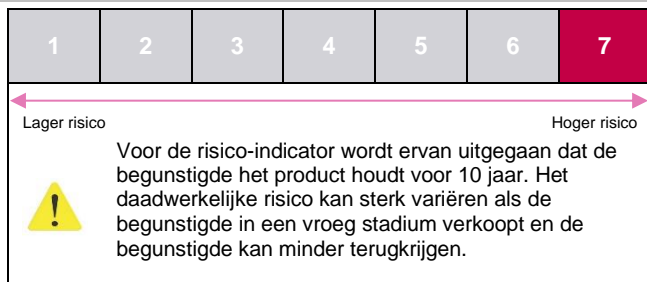 1 2 3 4 5 6 7
Lager risico Hoger risico
Voor de risico-indicator wordt ervan uitgegaan dat de
begunstigde het product houdt voor 10 jaar. Het
daadwerkelijke risico kan sterk variëren als de
begunstigde in een vroeg stadium verkoopt en de
begunstigde kan minder terugkrijgen.